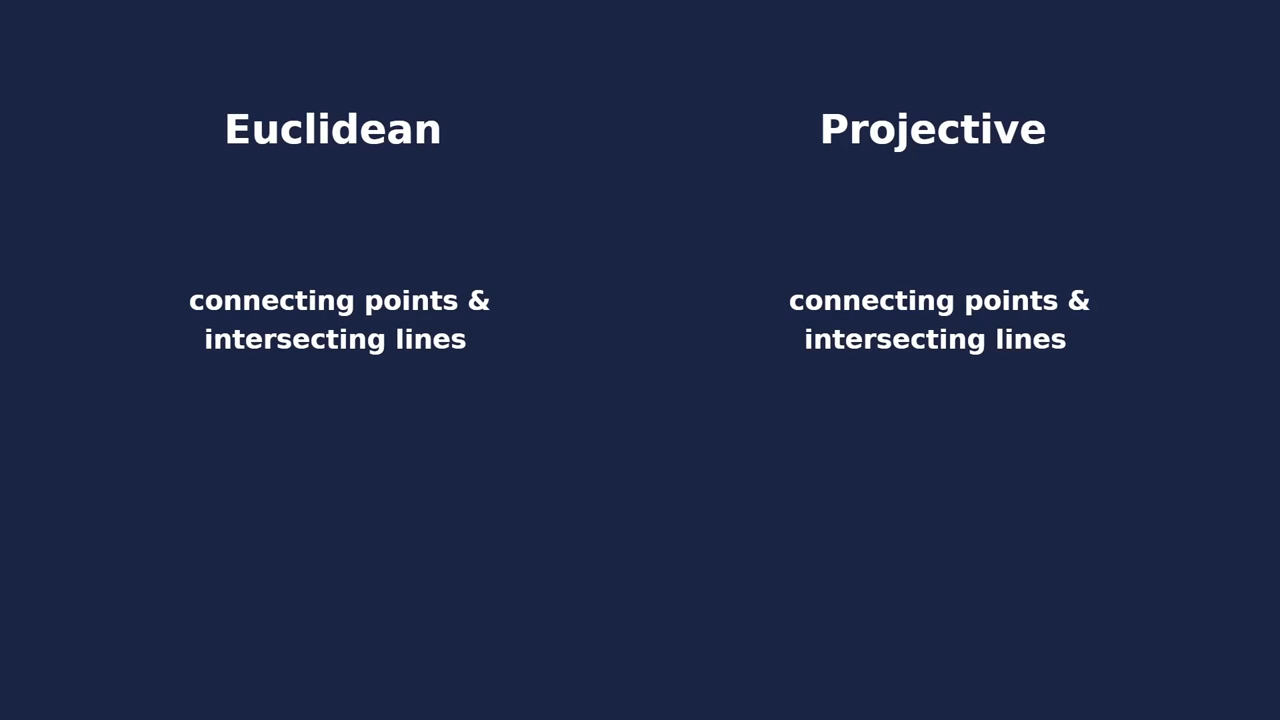 Euclidean
Projective
connecting points &
intersecting lines
connecting points &
intersecting lines